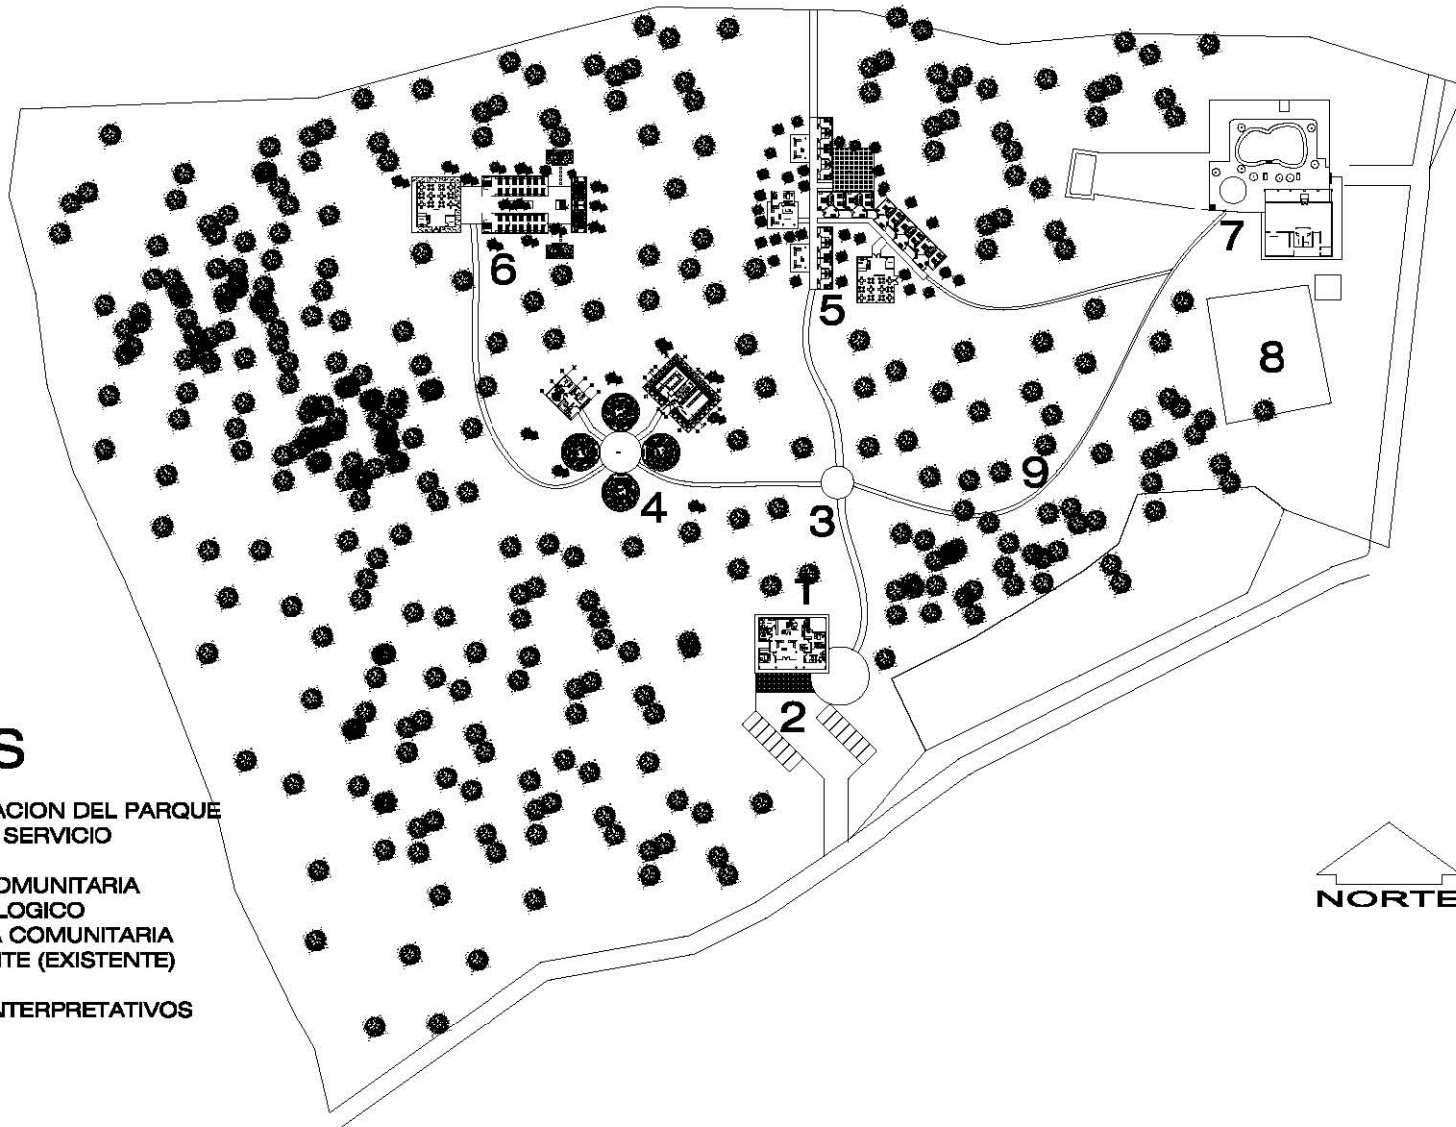 6
5
7
8
9
4
3
1
2
S
ACION DEL PARQUE
SERVICIO
OMUNITARIA
LOGICO
A COMUNITARIA
TE (EXISTENTE)
NTERPRETATIVOS
NORTE